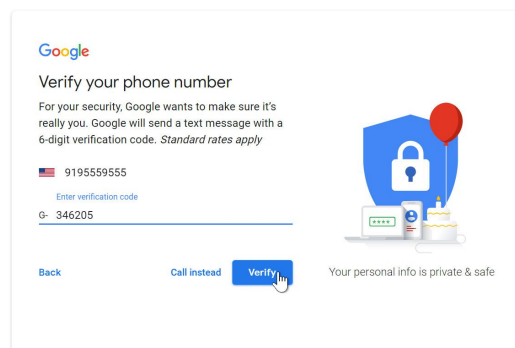 Google
Verify your phone number
For your security, Google wants to make sure it's
really you. Google will send a text message with a
6-digit verification code. Standard rates apply
9195559555
Enter verification code
G- 346205
Back
Call instead
Verify
****
Your personal info is private & safe